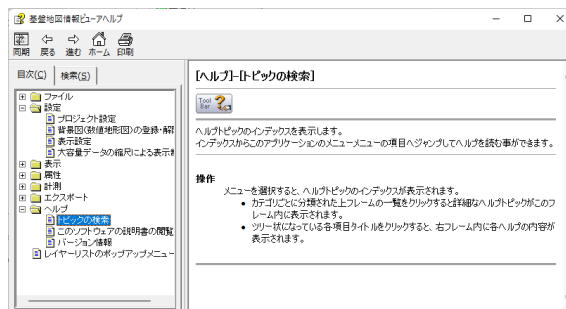 基盤地図情報ビューアヘルプ
同期 戻る 進む ホーム 印刷
目次(C) 検索(S)
ファイル
設定
プロジェクト設定
背景図(数値地形図)の登録・解
表示設定
大容量データの縮尺による表示
表示
属性
計測
エクスポート
ヘルプ
トピックの検索
このソフトウェアの説明書の閲覧
バージョン情報
レイヤーリストのポップアップメニュー
[ヘルプ]-[トピックの検索]
Tool
Bar
ヘルプトピックのインデックスを表示します。
インデックスからこのアプリケーションのメニューメニューの項目へジャンプしてヘルプを読む事ができます。
操作
メニューを選択すると、ヘルプトピックのインデックスが表示されます。
• カテゴリごとに分類された上フレームの一覧をクリックすると詳細なヘルプトピックがこのフ
レーム内に表示されます。
• ツリー状になっている各項目タイトルをクリックすると、右フレーム内に各ヘルプの内容が
表示されます。